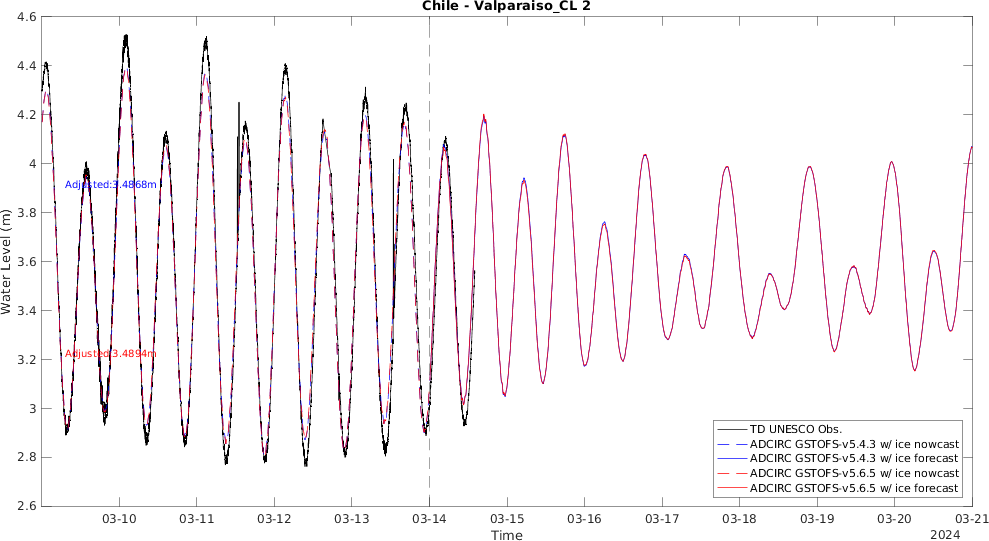 Chile - Valparaiso_CL 2
4.6
4.4
4.2
4
3.8
3.6
3.4
3.2
3
2.8
2.6
Water Level (m)
Adjusted:3.4868m
Adjusted:3.4894m
TD UNESCO Obs.
ADCIRC GSTOFS-v5.4.3 w/ ice nowcast
ADCIRC GSTOFS-v5.4.3 w/ ice forecast
ADCIRC GSTOFS-v5.6.5 w/ ice nowcast
ADCIRC GSTOFS-v5.6.5 w/ ice forecast
03-10 03-11 03-12 03-13 03-14 03-15 03-16 03-17 03-18 03-19 03-20 03-21
Time
2024